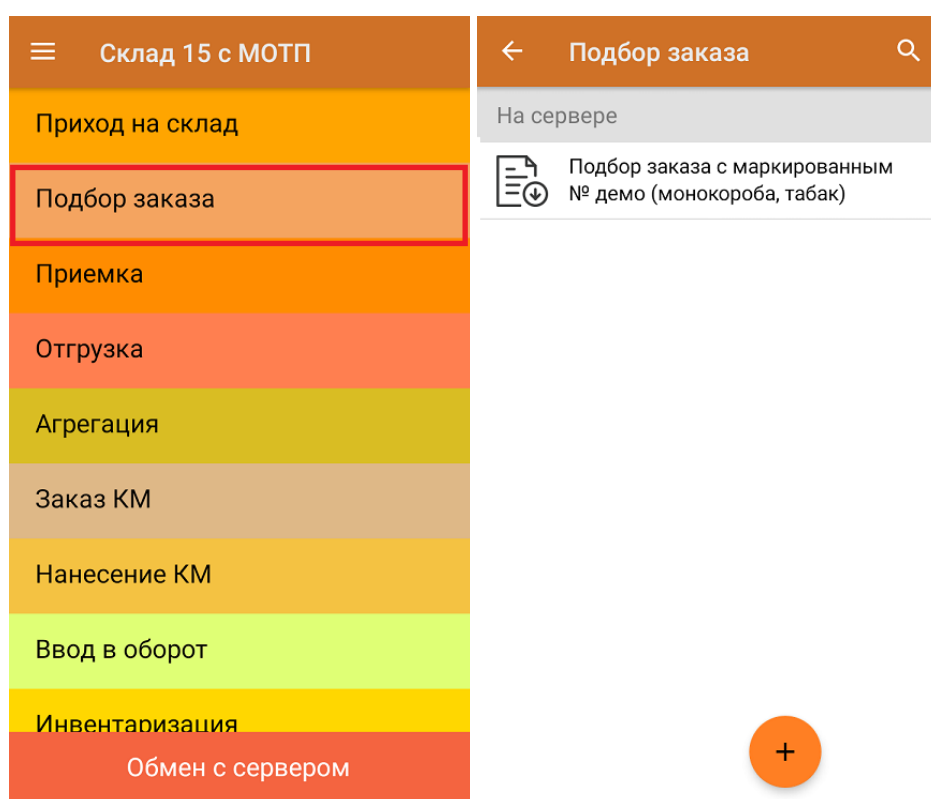 Склад 15 с МОТП
Приход на склад
Подбор заказа
Приемка
Отгрузка
Агрегация
Заказ КМ
Нанесение КМ
Ввод в оборот
Инвентаризация
Обмен с сервером
Подбор заказа
На сервере
Подбор заказа с маркированным
№ демо (монокороба, табак)
+